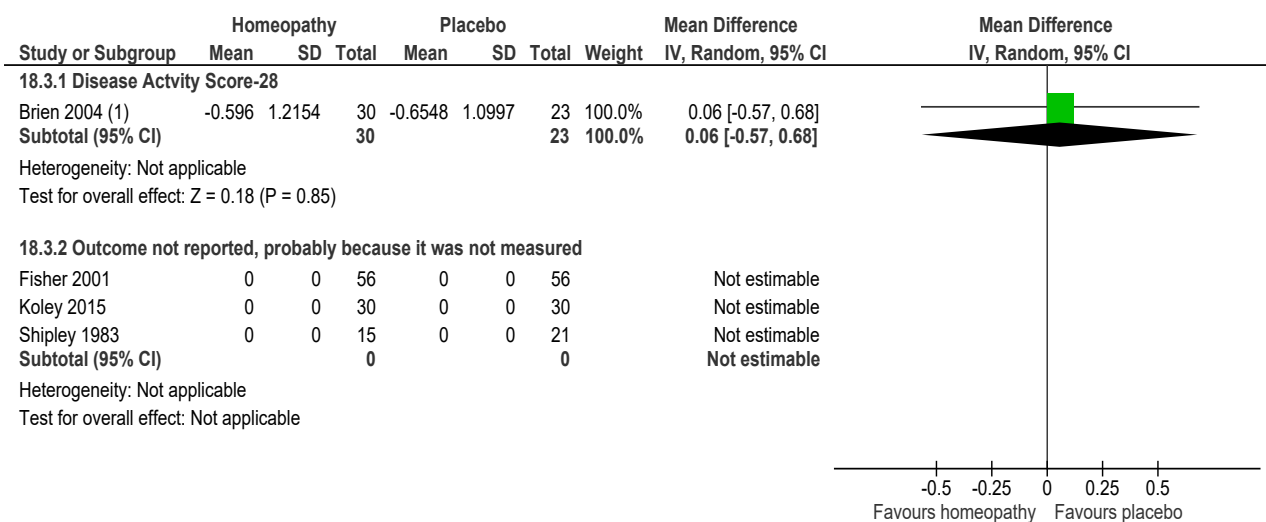 Homeopathy Placebo Mean Difference Mean Difference
Study or Subgroup Mean SD Total Mean SD Total Weight IV, Random, 95% CI IV, Random, 95% CI
18.3.1 Disease Actvity Score-28
Brien 2004 (1) -0.596 1.2154 30 -0.6548 1.0997 23 100.0% 0.06 [-0.57, 0.68]
Subtotal (95% CI) 30 23 100.0% 0.06 [-0.57, 0.68]
Heterogeneity: Not applicable
Test for overall effect: Z = 0.18 (P = 0.85)
18.3.2 Outcome not reported, probably because it was not measured
Fisher 2001 0 0 56 0 0 56 Not estimable
Koley 2015 0 0 30 0 0 30 Not estimable
Shipley 1983 0 0 15 0 0 21 Not estimable
Subtotal (95% CI) 0 0 Not estimable
Heterogeneity: Not applicable
Test for overall effect: Not applicable
-0.5 -0.25 0 0.25 0.5
Favours homeopathy Favours placebo